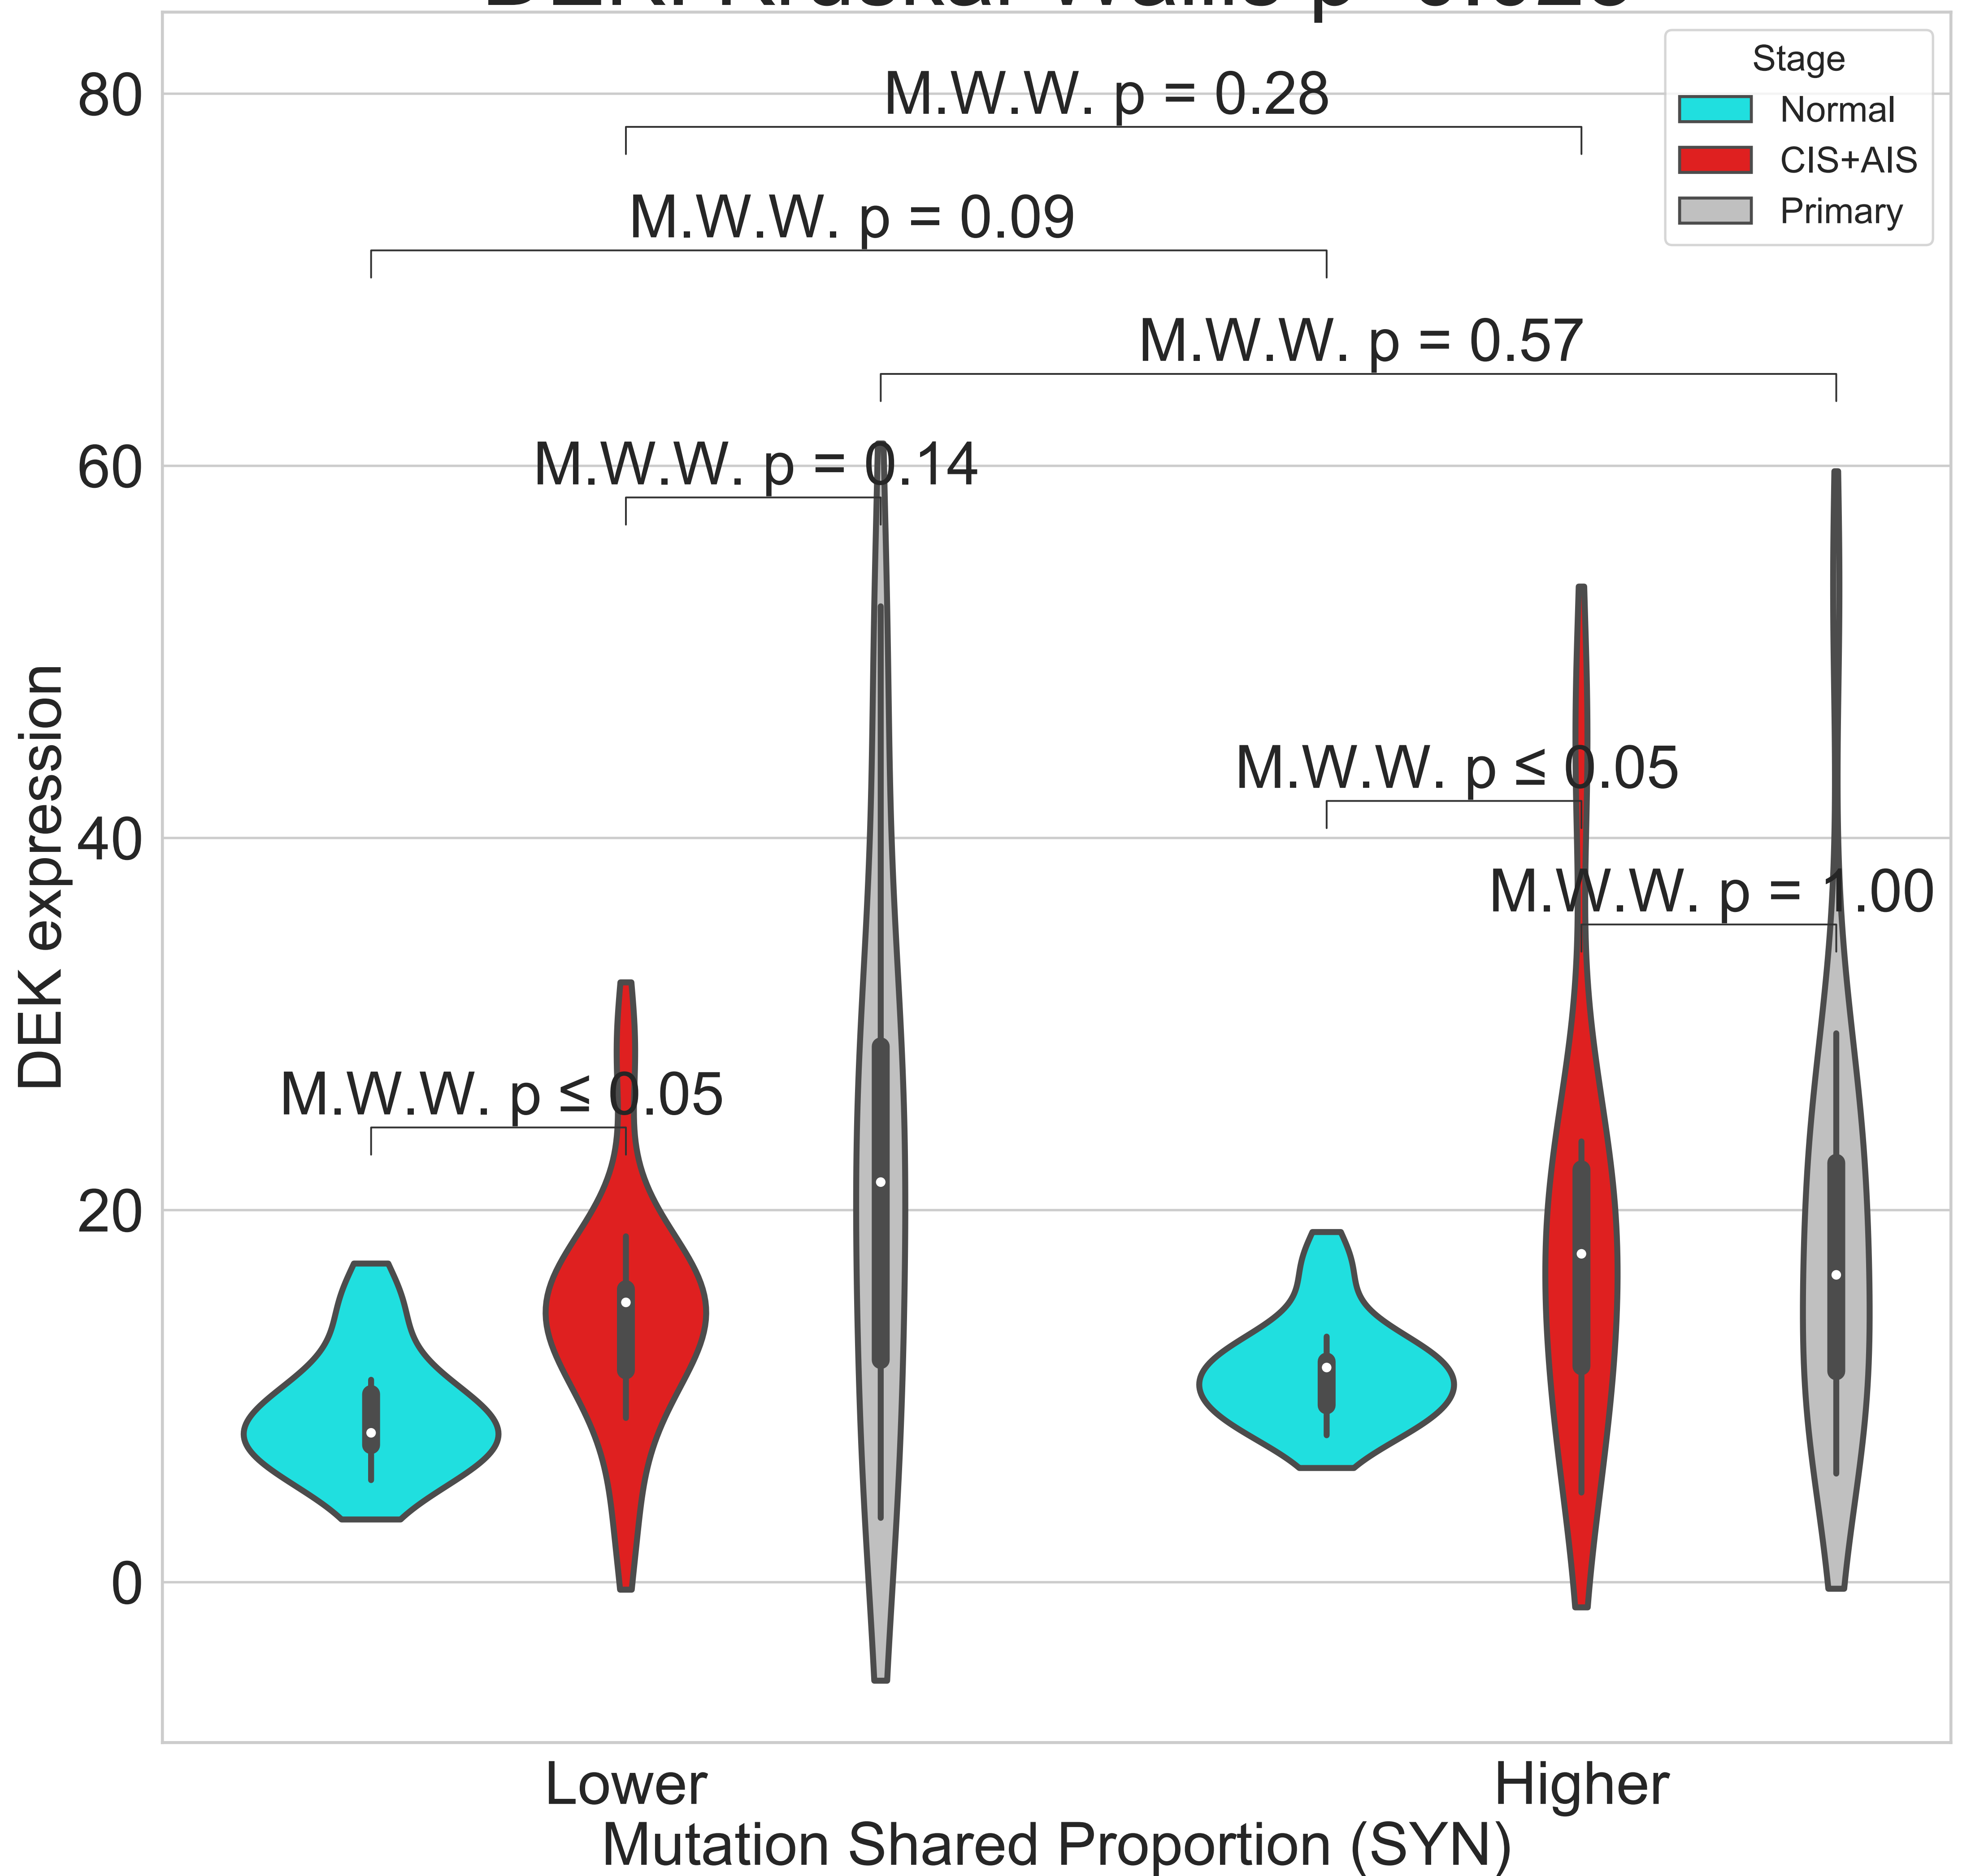 Stage
Normal
CIS+AIS
Primary
M.W.W. p = 0.28
M.W.W. p = 0.09
M.W.W. p = 0.57
M.W.W. p = 0.14
M.W.W. p ≤ 0.05
M.W.W. p = 1.00
M.W.W. p ≤ 0.05
80
60
40
20
0
DEK expression
Lower
Higher
Mutation Shared Proportion (SYN)